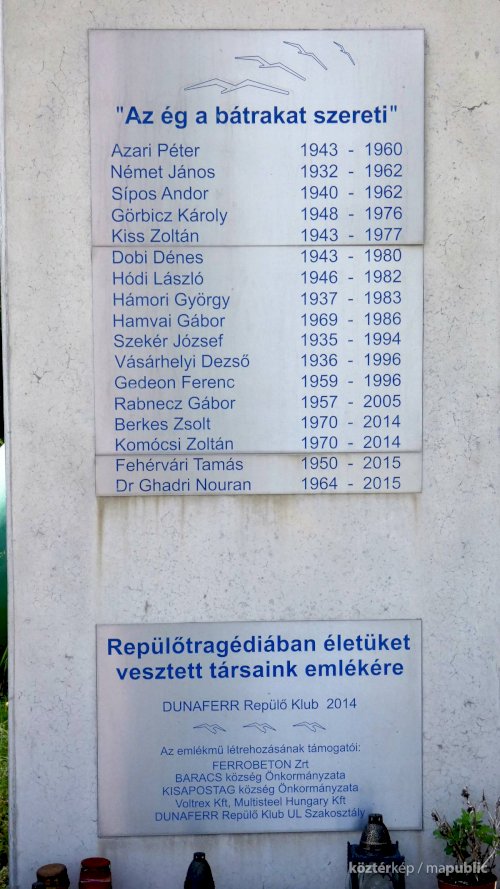 "Az ég a bátrakat szereti"
Azari Péter 1943 - 1960
Német János 1932 - 1962
Sípos Andor 1940 - 1962
Görbicz Károly 1948 - 1976
Kiss Zoltán 1943 - 1977
Dobi Dénes 1943 - 1980
Hódi László 1946 - 1982
Hámori György 1937 - 1983
Hamvai Gábor 1969 - 1986
Szekér József 1935 - 1994
Vásárhelyi Dezső 1936 - 1996
Gedeon Ferenc 1959 - 1996
Rabnecz Gábor 1957 - 2005
Berkes Zsolt 1970 - 2014
Komócsi Zoltán 1970 - 2014
Fehérvári Tamás 1950 - 2015
Dr Ghadri Nouran 1964 - 2015
Repülőtragédiában életüket
vesztett társaink emlékére
DUNAFERR Repülő Klub 2014
Az emlékmű létrehozásának támogatói:
FERROBETON Zrt
BARACS község Önkormányzata
KISAPOSTAG község Önkormányzata
Voltrex Kft, Multisteel Hungary Kft
DUNAFERR Repülő Klub UL Szakosztály
köztérkép / mapublic